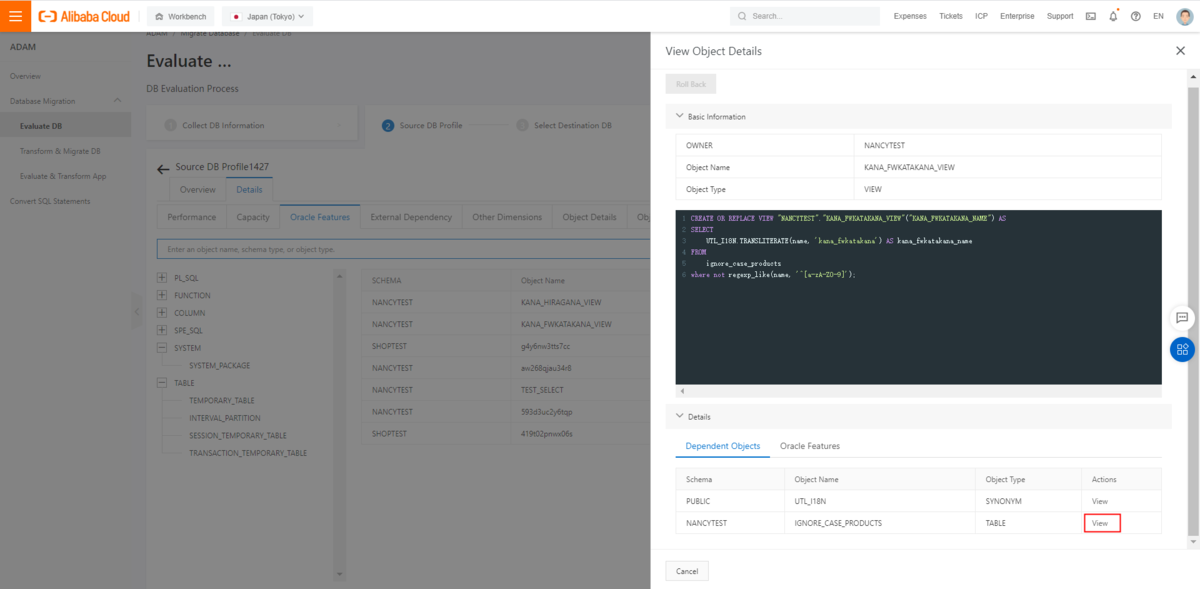 Alibaba Cloud
Workbench
Japan (Tokyo)
Search...
Expenses
Tickets
ICP
Enterprise
Support
EN
ADAM
Overview
Database Migration
Evaluate DB
Transform & Migrate DB
Evaluate & Transform App
Convert SQL Statements
ADAM / Migrate Database / Evaluate DB
Evaluate ...
DB Evaluation Process
1 Collect DB Information
2 Source DB Profile
3 Select Destination DB
Source DB Profile1427
Overview
Details
Performance
Capacity
Oracle Features
External Dependency
Other Dimensions
Object Details
Enter an object name, schema type, or object type.
PL_SQL
FUNCTION
COLUMN
SPE_SQL
SYSTEM
SYSTEM_PACKAGE
TABLE
TEMPORARY_TABLE
INTERVAL_PARTITION
SESSION_TEMPORARY_TABLE
TRANSACTION_TEMPORARY_TABLE
SCHEMA Object Name
NANCYTEST KANA_HIRAGANA_VIEW
NANCYTEST KANA_FWKATAKANA_VIEW
SHOPTEST g4y6nw3tts7cc
NANCYTEST aw268qjau34r8
NANCYTEST TEST_SELECT
NANCYTEST 593d3uc2y6tqp
SHOPTEST 419t02pnwx06s
View Object Details
Roll Back
Basic Information
OWNER NANCYTEST
Object Name KANA_FWKATAKANA_VIEW
Object Type VIEW
1 CREATE OR REPLACE VIEW "NANCYTEST"."KANA_FWKATAKANA_VIEW"("KANA_FWKATAKANA_NAME") AS
2 SELECT
3 UTL_I18N.TRANSLITERATE(name, 'kana_fwkatakana') AS kana_fwkatakana_name
4 FROM
5 ignore_case_products
6 where not regexp_like(name, '^[a-zA-Z0-9]');
Details
Dependent Objects
Oracle Features
Schema Object Name Object Type Actions
PUBLIC UTL_I18N SYNONYM View
NANCYTEST IGNORE_CASE_PRODUCTS TABLE View
Cancel